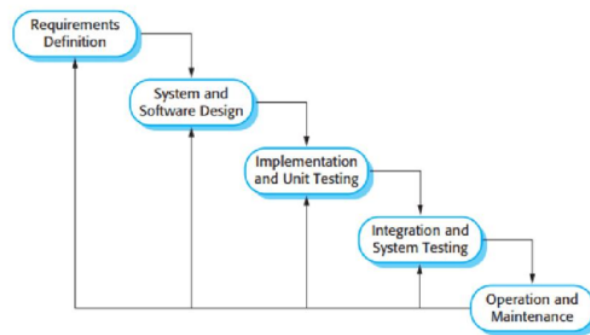 Requirements
Definition
System and
Software Design
Implementation
and Unit Testing
Integration and
System Testing
Operation and
Maintenance